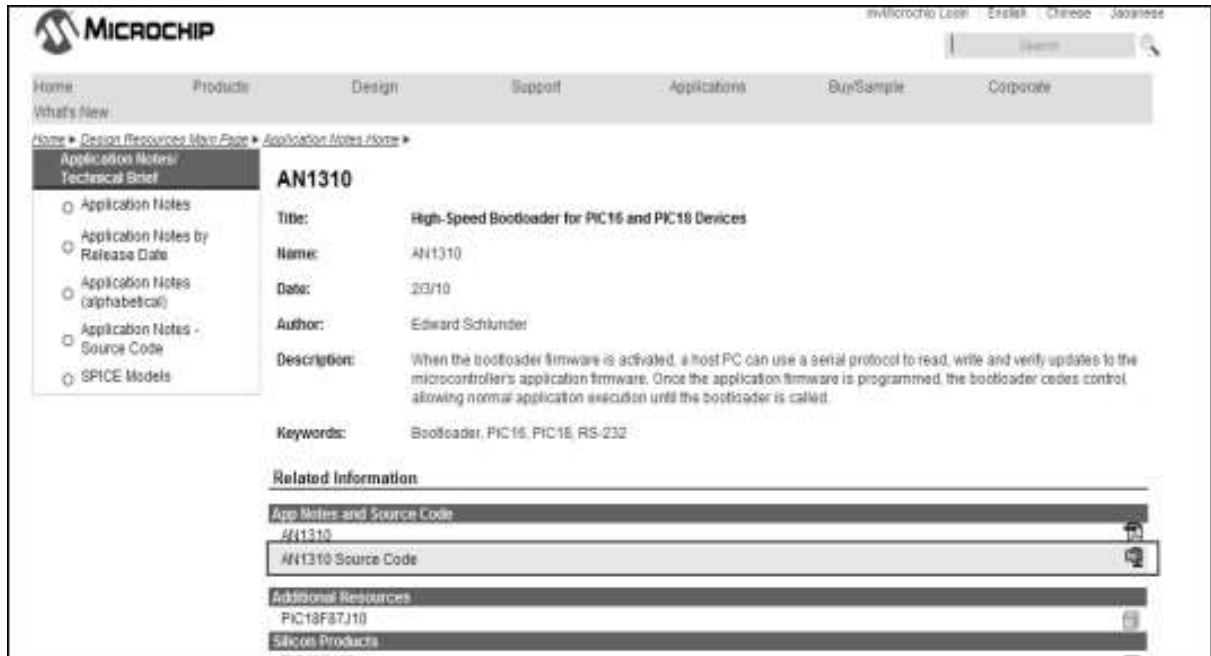 MICROCHIP
myMicrochip Login English Chinese Japanese
Search
Home Products Design Support Applications Buy/Sample Corporate
What's New
Home ▸ Design Resources Main Page ▸ Application Notes Home ▸
Application Notes/
Technical Brief
Application Notes
Application Notes by
Release Date
Application Notes
(alphabetical)
Application Notes -
Source Code
SPICE Models
AN1310
Title: High-Speed Bootloader for PIC16 and PIC18 Devices
Name: AN1310
Date: 2/3/10
Author: Edward Schlunder
Description: When the bootloader firmware is activated, a host PC can use a serial protocol to read, write and verify updates to the
microcontroller's application firmware. Once the application firmware is programmed, the bootloader cedes control,
allowing normal application execution until the bootloader is called.
Keywords: Bootloader, PIC16, PIC18, RS-232
Related Information
App Notes and Source Code
AN1310
AN1310 Source Code
Additional Resources
PIC18F87J10
Silicon Products